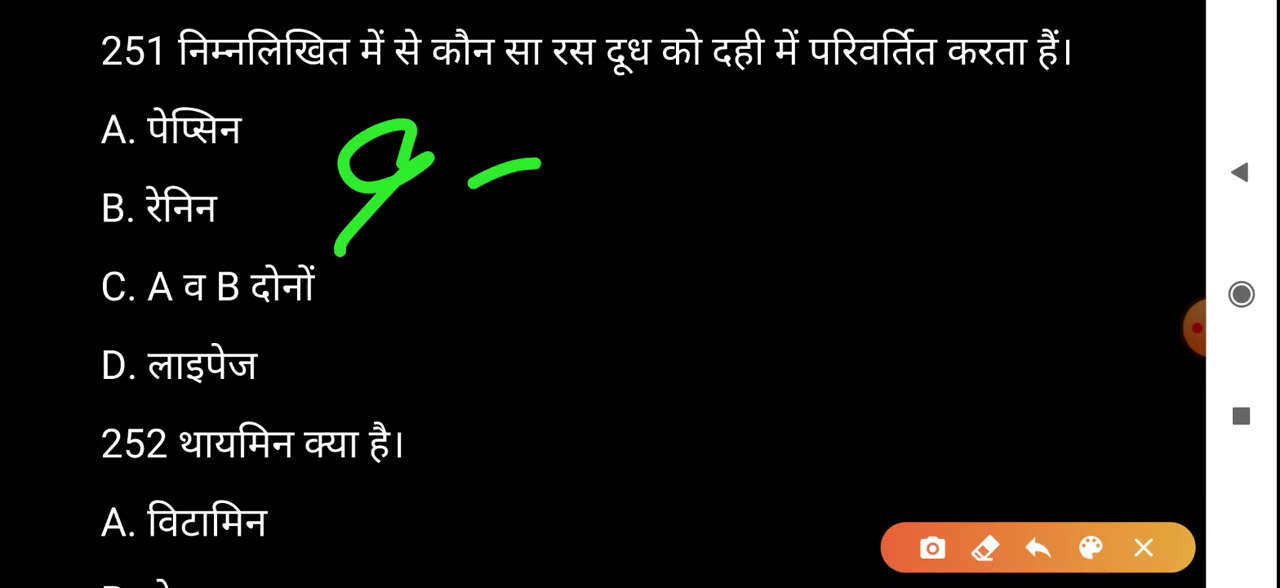 251 निम्नलिखित में से कौन सा रस दूध को दही में परिवर्तित करता हैं।
A. पेप्सिन
B. रेनिन
C. A व B दोनों
D. लाइपेज
252 थायमिन क्या है।
A. विटामिन